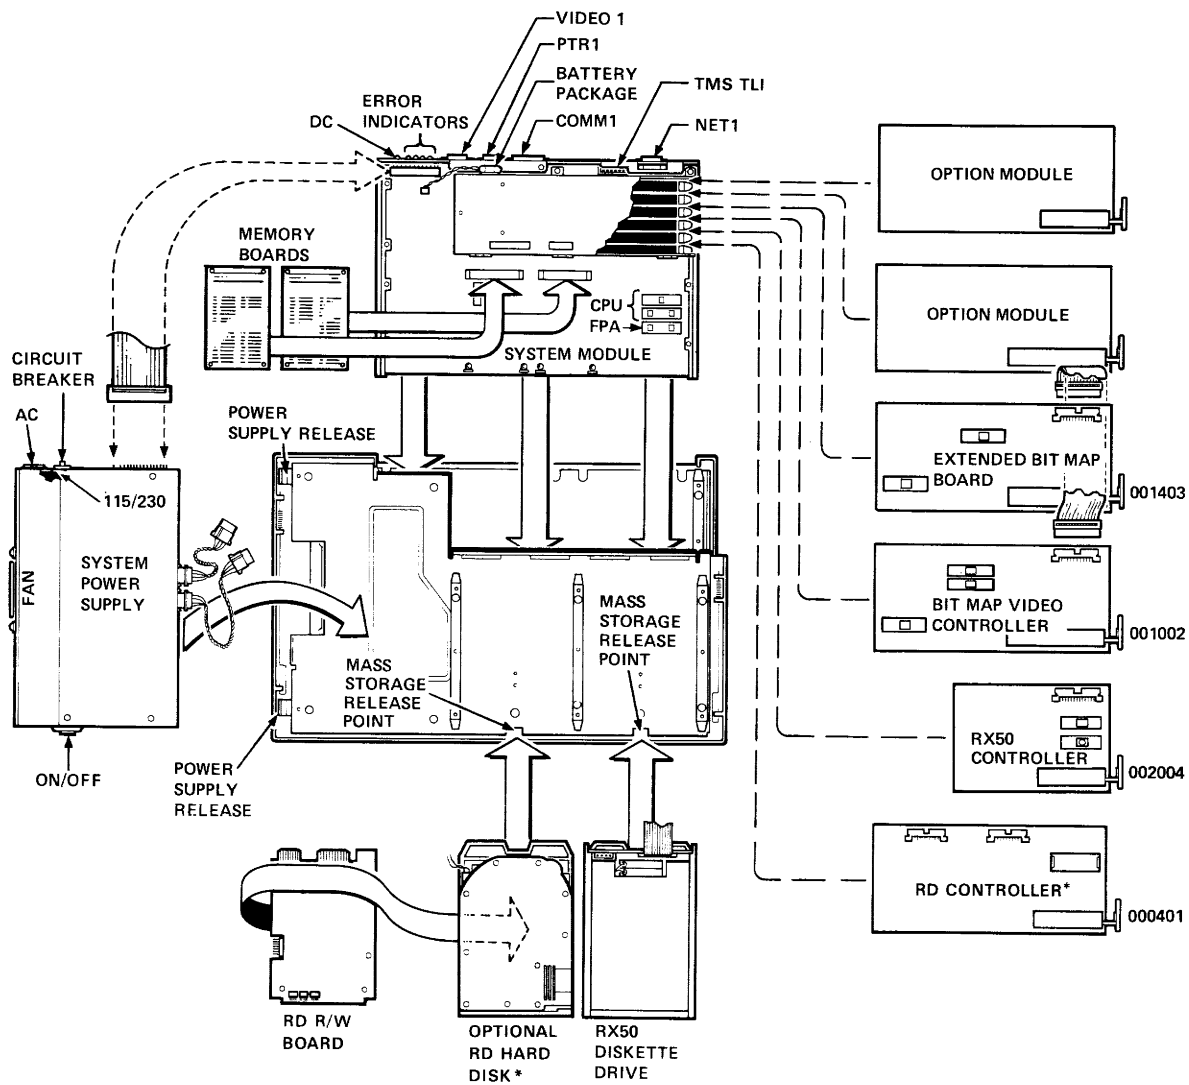 VIDEO 1
PTR1
BATTERY
PACKAGE
COMM1
TMS TLI
NET1
ERROR
INDICATORS
DC
OPTION MODULE
MEMORY
BOARDS
CPU
FPA
SYSTEM MODULE
OPTION MODULE
CIRCUIT
BREAKER
AC
POWER
SUPPLY RELEASE
115/230
EXTENDED BIT MAP
BOARD
001403
FAN
SYSTEM
POWER
SUPPLY
MASS
STORAGE
RELEASE
POINT
MASS
STORAGE
RELEASE
POINT
BIT MAP VIDEO
CONTROLLER
001002
ON/OFF
POWER
SUPPLY
RELEASE
RX50
CONTROLLER
002004
RD CONTROLLER*
000401
RD R/W
BOARD
OPTIONAL
RD HARD
DISK*
RX50
DISKETTE
DRIVE